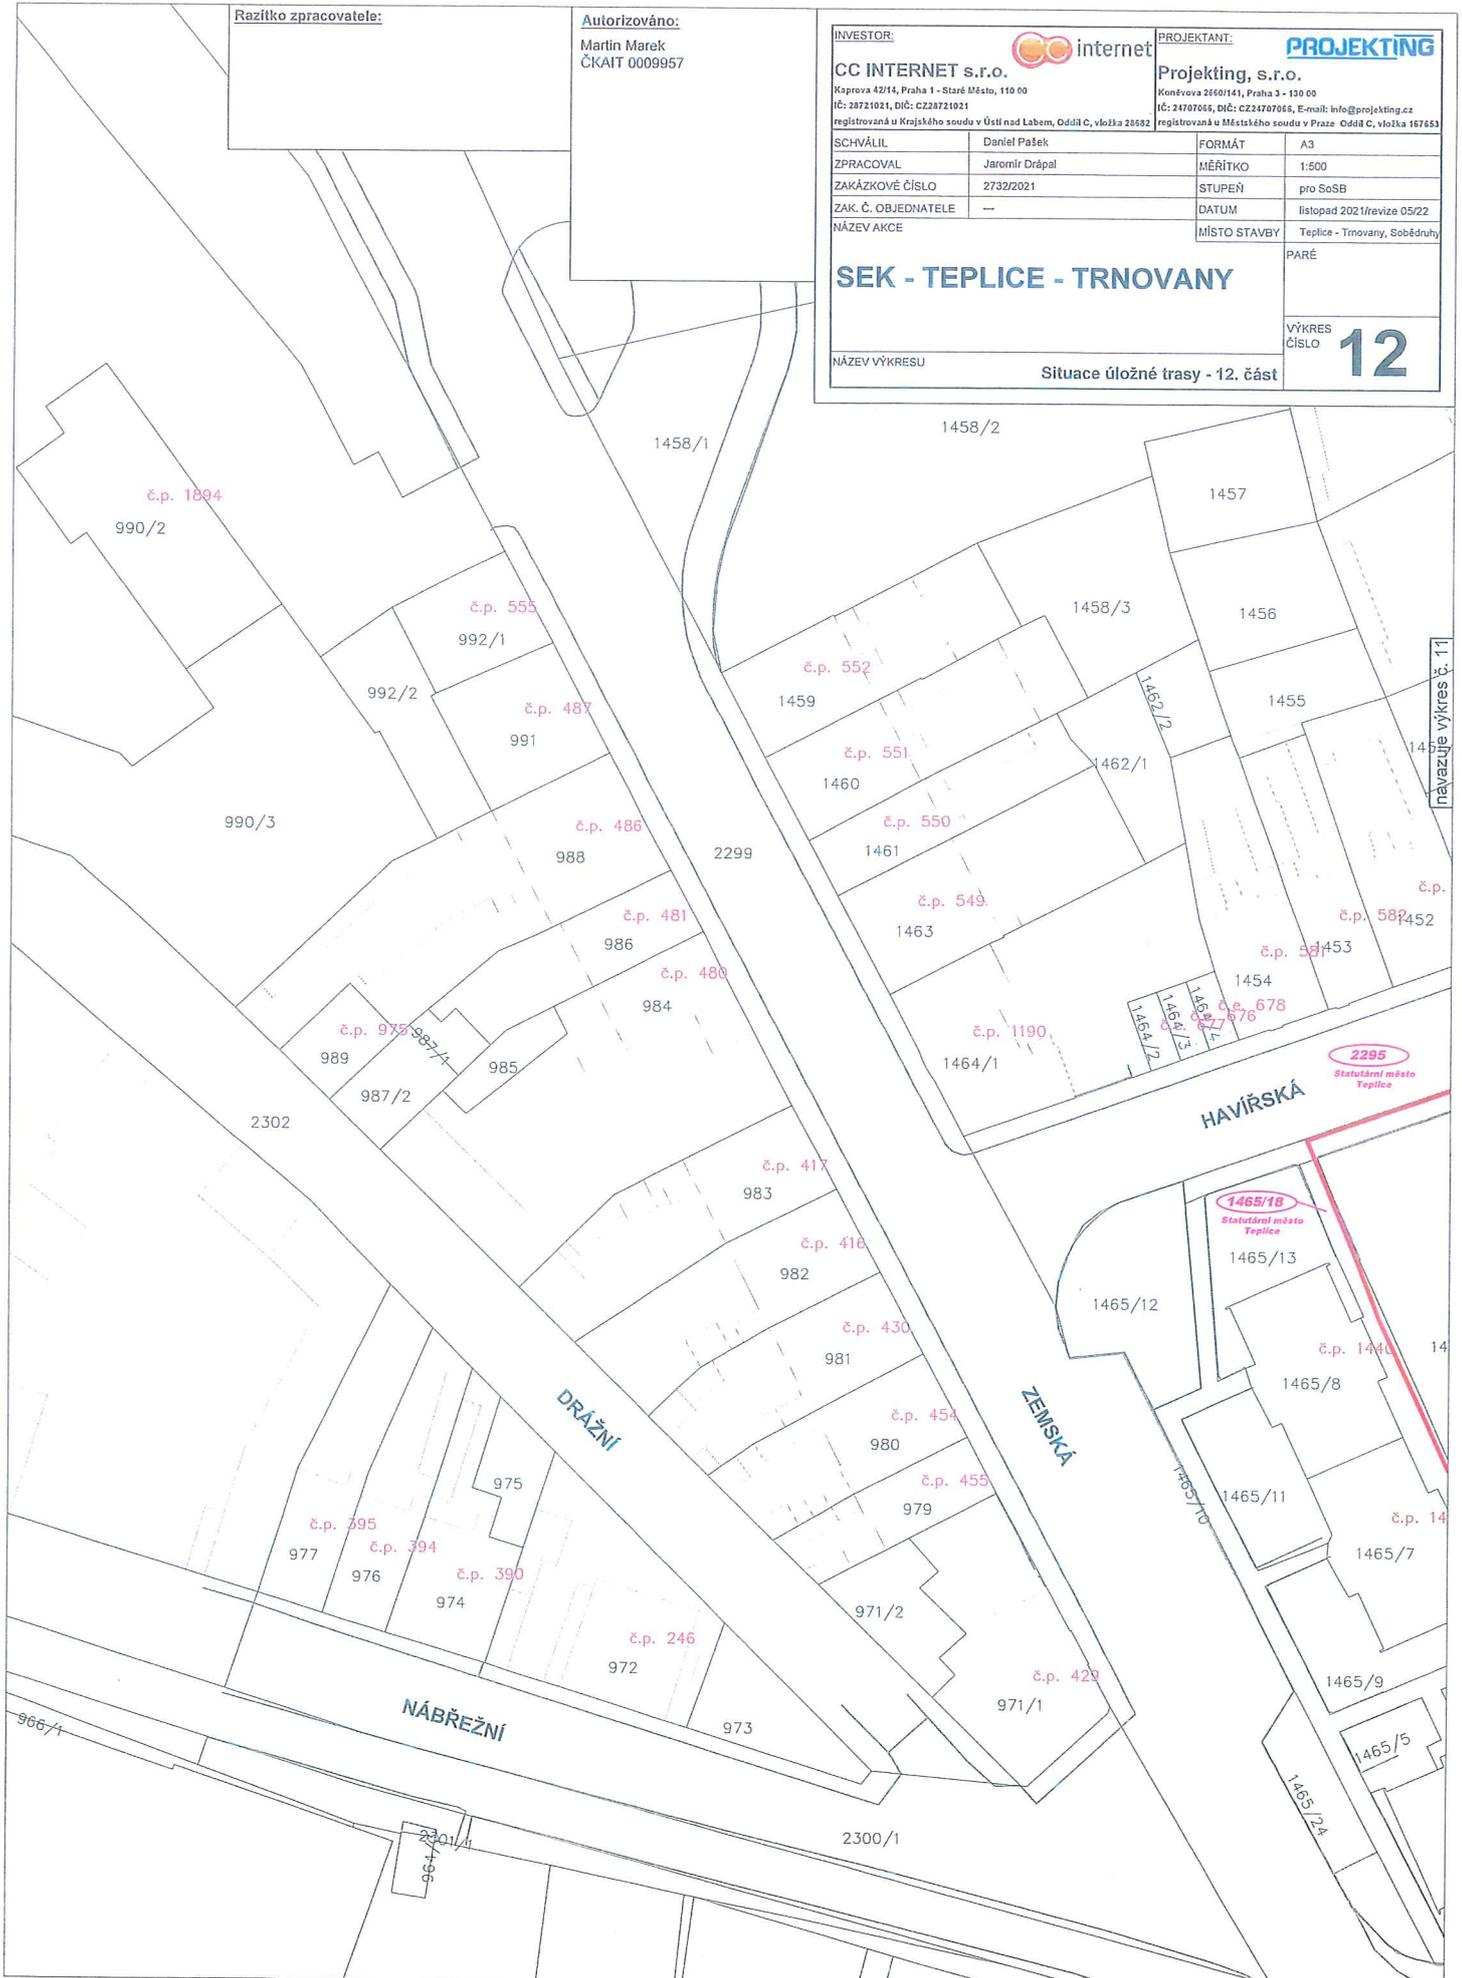 Razítko zpracovatele:
Autorizováno:
Martin Marek
ČKAIT 0009957
INVESTOR:
internet
CC INTERNET s.r.o.
Kaprova 42/14, Praha 1 - Staré Město, 110 00
IČ: 28721021, DIČ: CZ28721021
registrovaná u Krajského soudu v Ústí nad Labem, Oddíl C, vložka 28682
PROJEKTANT:
PROJEKTING
Projekting, s.r.o.
Koněvova 2660/141, Praha 3 - 130 00
IČ: 24707066, DIČ: CZ24707066, E-mail: info@projekting.cz
registrovaná u Městského soudu v Praze Oddíl C, vložka 167653
SCHVÁLIL Daniel Pašek FORMÁT A3
ZPRACOVAL Jaromír Drápal MĚŘÍTKO 1:500
ZAKÁZKOVÉ ČÍSLO 2732/2021 STUPEŇ pro SoSB
ZAK. Č. OBJEDNATELE — DATUM listopad 2021/revize 05/22
NÁZEV AKCE MÍSTO STAVBY Teplice - Trnovany, Sobědruhy
SEK - TEPLICE - TRNOVANY
PARÉ
VÝKRES ČÍSLO 12
NÁZEV VÝKRESU
Situace úložné trasy - 12. část
1458/1
1458/2
1457
č.p. 1894
990/2
č.p. 555
992/1
1458/3
1456
992/2
č.p. 552
1459
1462/2
1455
navazuje výkres č. 11
č.p. 487
991
č.p. 551
1460
1462/1
990/3
č.p. 486
988
2299
č.p. 550
1461
č.p. 481
986
č.p. 549
1463
č.p.
č.p. 582
1452
1453
č.p. 581
1454
č.p. 480
984
č.e. 678
676
1464/2
1464/3
1464/4
č.p. 975
989
987/1
985
987/2
č.p. 1190
1464/1
2295
Statutární město
Teplice
HAVÍŘSKÁ
2302
č.p. 417
983
1465/18
Statutární město
Teplice
1465/13
č.p. 416
982
1465/12
č.p. 430
981
č.p. 1440
14
1465/8
DRÁŽNÍ
ZEMSKÁ
č.p. 454
980
975
č.p. 455
979
1465/10
1465/11
č.p. 14
1465/7
č.p. 395
977
č.p. 394
976
č.p. 390
974
971/2
č.p. 246
972
č.p. 429
971/1
1465/9
966/1
NÁBŘEŽNÍ
973
1465/5
1465/24
2301/1
2300/1